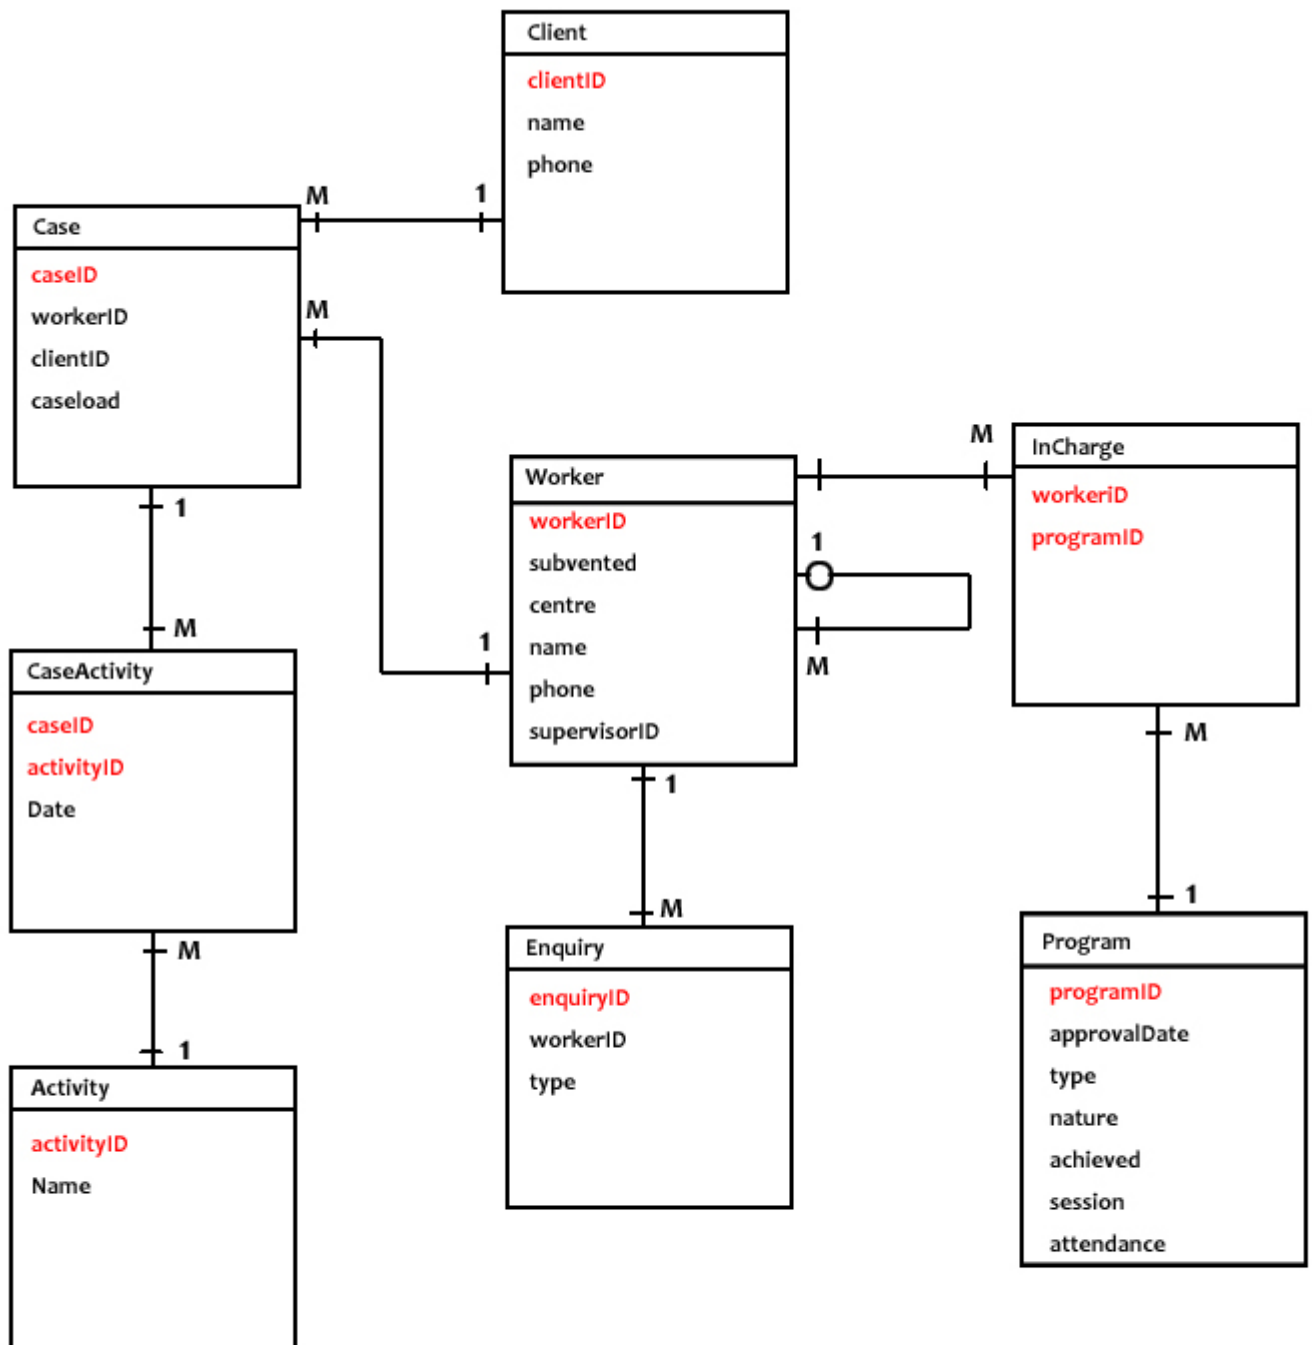 Client
clientID
name
phone
M
1
Case
caseID
workerID
clientID
caseload
M
1
1
M
Worker
workerID
subvented
centre
name
phone
supervisorID
M
1
M
InCharge
workeriD
programID
CaseActivity
caseID
activityID
Date
M
1
1
M
M
1
Activity
activityID
Name
Enquiry
enquiryID
workerID
type
Program
programID
approvalDate
type
nature
achieved
session
attendance